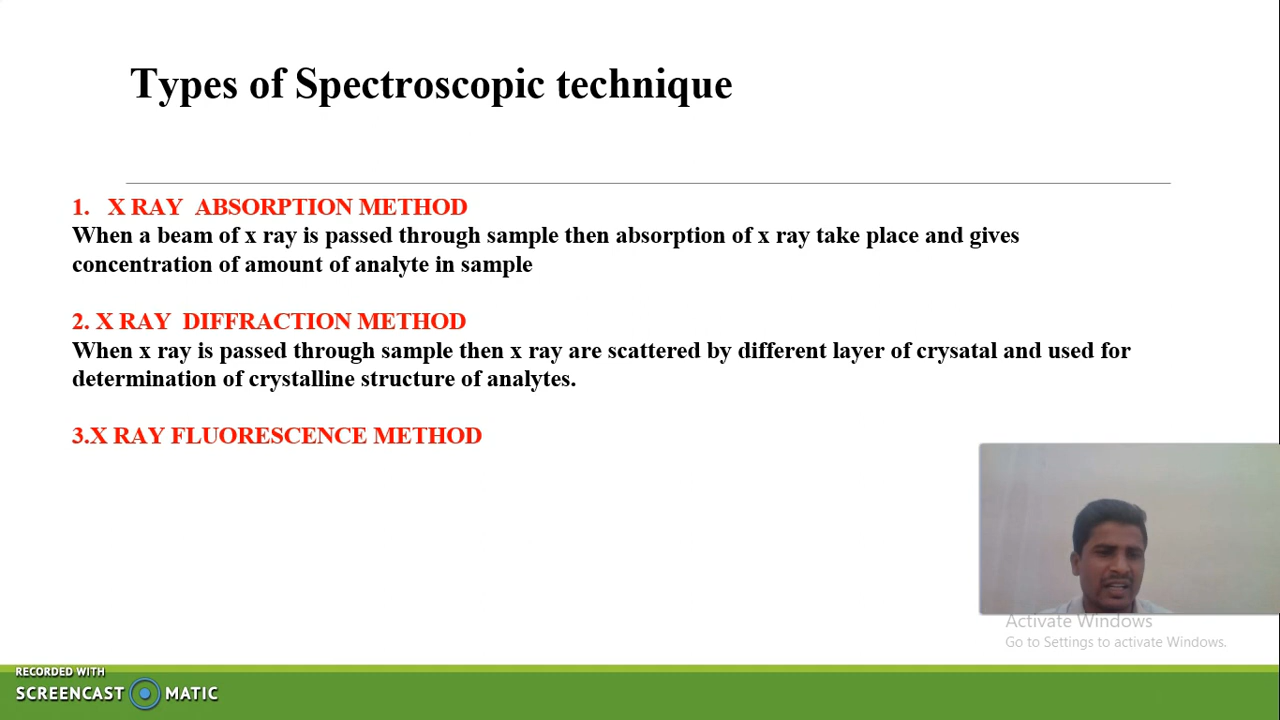 Types of Spectroscopic technique
1. X RAY ABSORPTION METHOD
When a beam of x ray is passed through sample then absorption of x ray take place and gives
concentration of amount of analyte in sample
2. X RAY DIFFRACTION METHOD
When x ray is passed through sample then x ray are scattered by different layer of crysatal and used for
determination of crystalline structure of analytes.
3.X RAY FLUORESCENCE METHOD
Activate Windows
Go to Settings to activate Windows.
RECORDED WITH
SCREENCAST MATIC